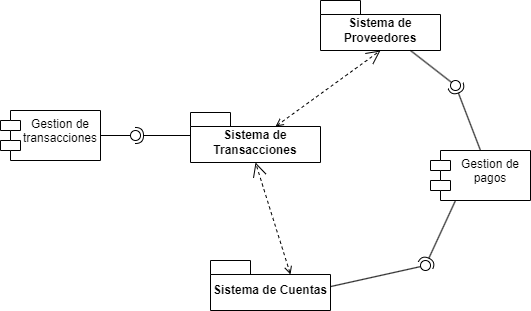 Sistema de
Proveedores
Gestion de
transacciones
Sistema de
Transacciones
Gestion de
pagos
Sistema de Cuentas